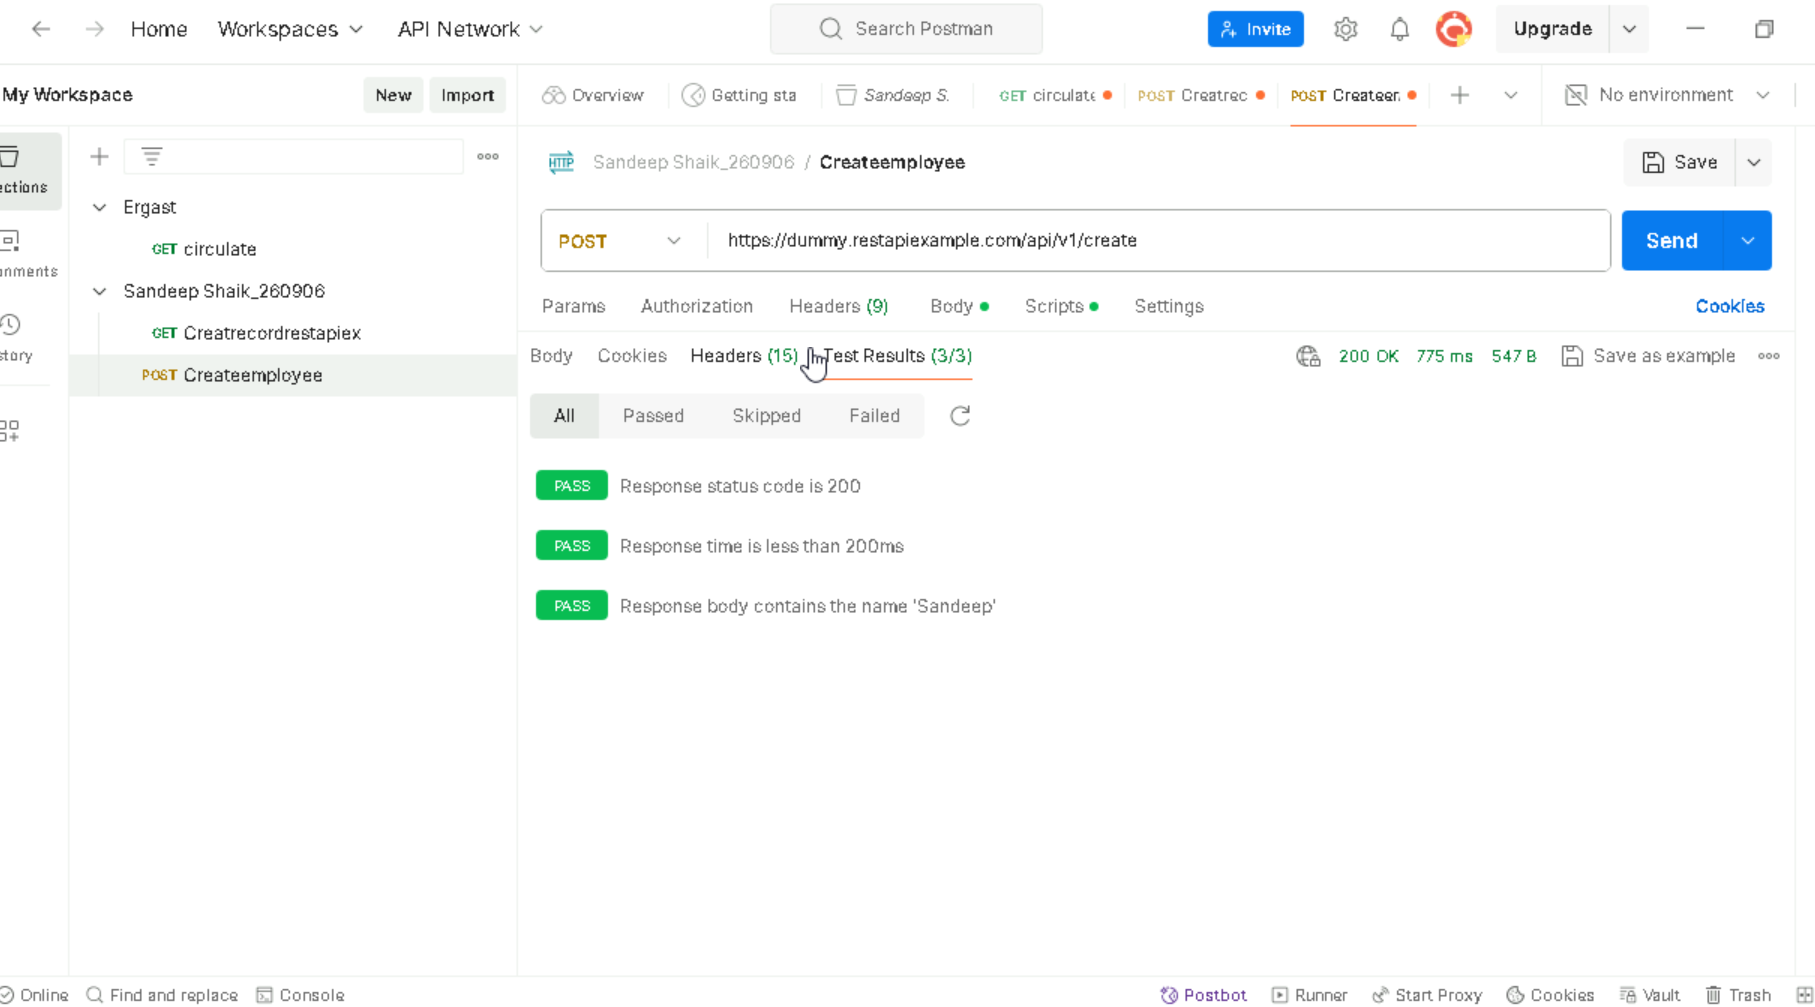 Home Workspaces API Network Search Postman Invite Upgrade
My Workspace New Import Overview Getting sta Sandeep S. GET circulate POST Creatrec POST Createer. No environment
HTTP Sandeep Shaik_260906 / Createemployee Save
ections
Ergast
GET circulate
POST https://dummy.restapiexample.com/api/v1/create Send
onments
Sandeep Shaik_260906
Params Authorization Headers (9) Body Scripts Settings Cookies
GET Creatrecordrestapiex
story
Body Cookies Headers (15) Test Results (3/3) 200 OK 775 ms 547 B Save as example
POST Createemployee
All Passed Skipped Failed
PASS Response status code is 200
PASS Response time is less than 200ms
PASS Response body contains the name 'Sandeep'
Online Find and replace Console Postbot Runner Start Proxy Cookies Vault Trash